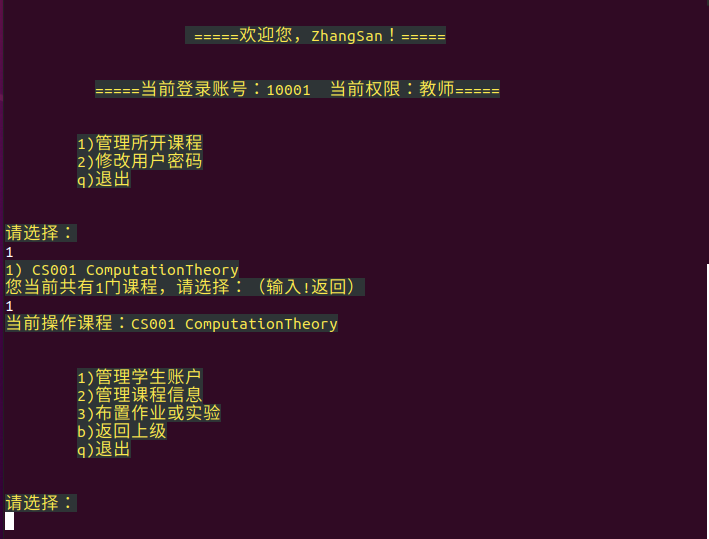 =====欢迎您，ZhangSan！=====
=====当前登录账号：10001  当前权限：教师=====
1)管理所开课程
2)修改用户密码
q)退出
请选择：
1
1) CS001 ComputationTheory
您当前共有1门课程，请选择：（输入!返回）
1
当前操作课程：CS001 ComputationTheory
1)管理学生账户
2)管理课程信息
3)布置作业或实验
b)返回上级
q)退出
请选择：